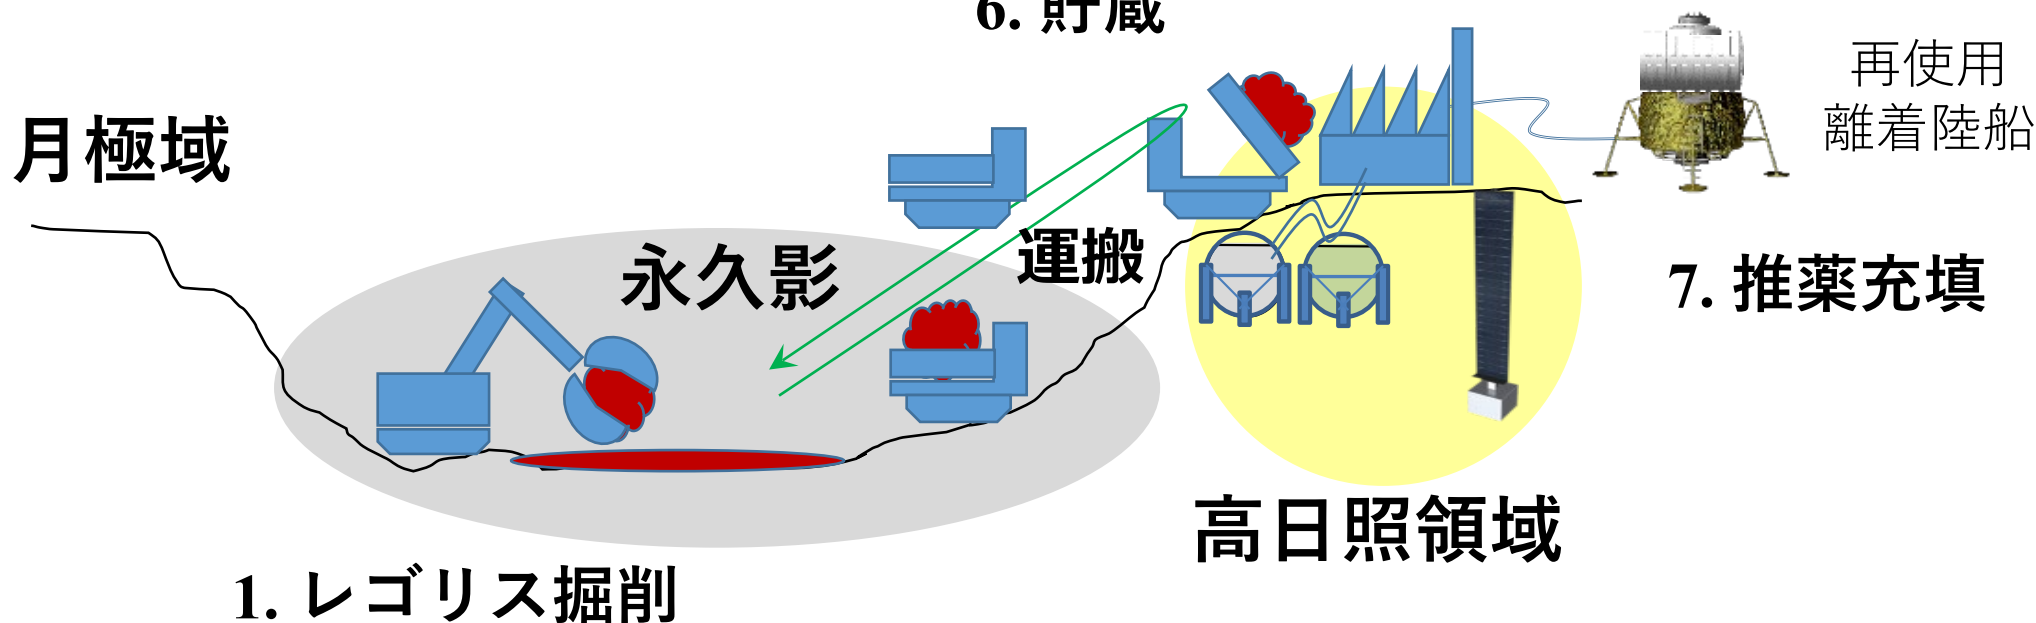 6. 貯蔵
再使用
離着陸船
月極域
運搬
永久影
7. 推薬充填
高日照領域
1. レゴリス掘削